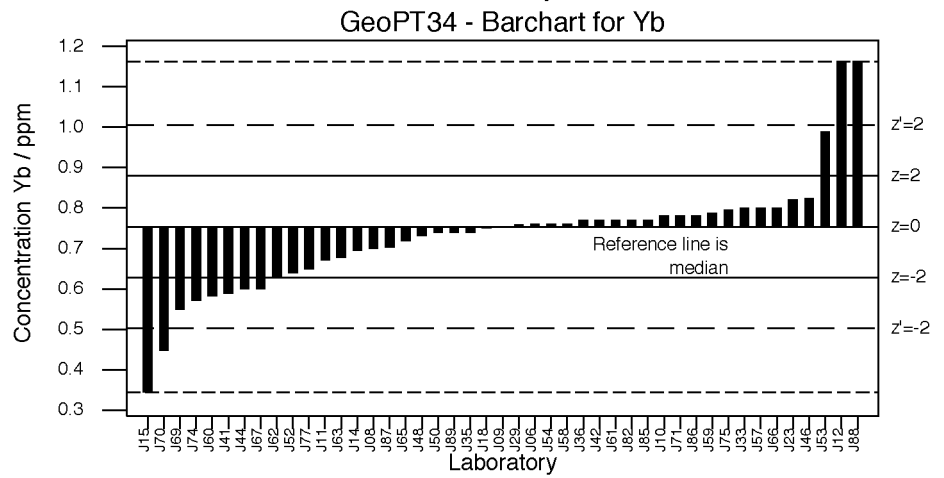 GeoPT34 - Barchart for Yb
1.2
1.1
1.0
0.9
0.8
0.7
0.6
0.5
0.4
0.3
Concentration Yb / ppm
z'=2
z=2
z=0
z=-2
z'=-2
Reference line is
median
J15 J70 J69 J74 J60 J41 J44 J67 J62 J52 J77 J11 J63 J14 J08 J87 J65 J48 J50 J89 J35 J18 J09 J29 J06 J54 J58 J36 J42 J61 J82 J85 J10 J71 J86 J59 J75 J33 J57 J66 J23 J46 J53 J12 J88
Laboratory